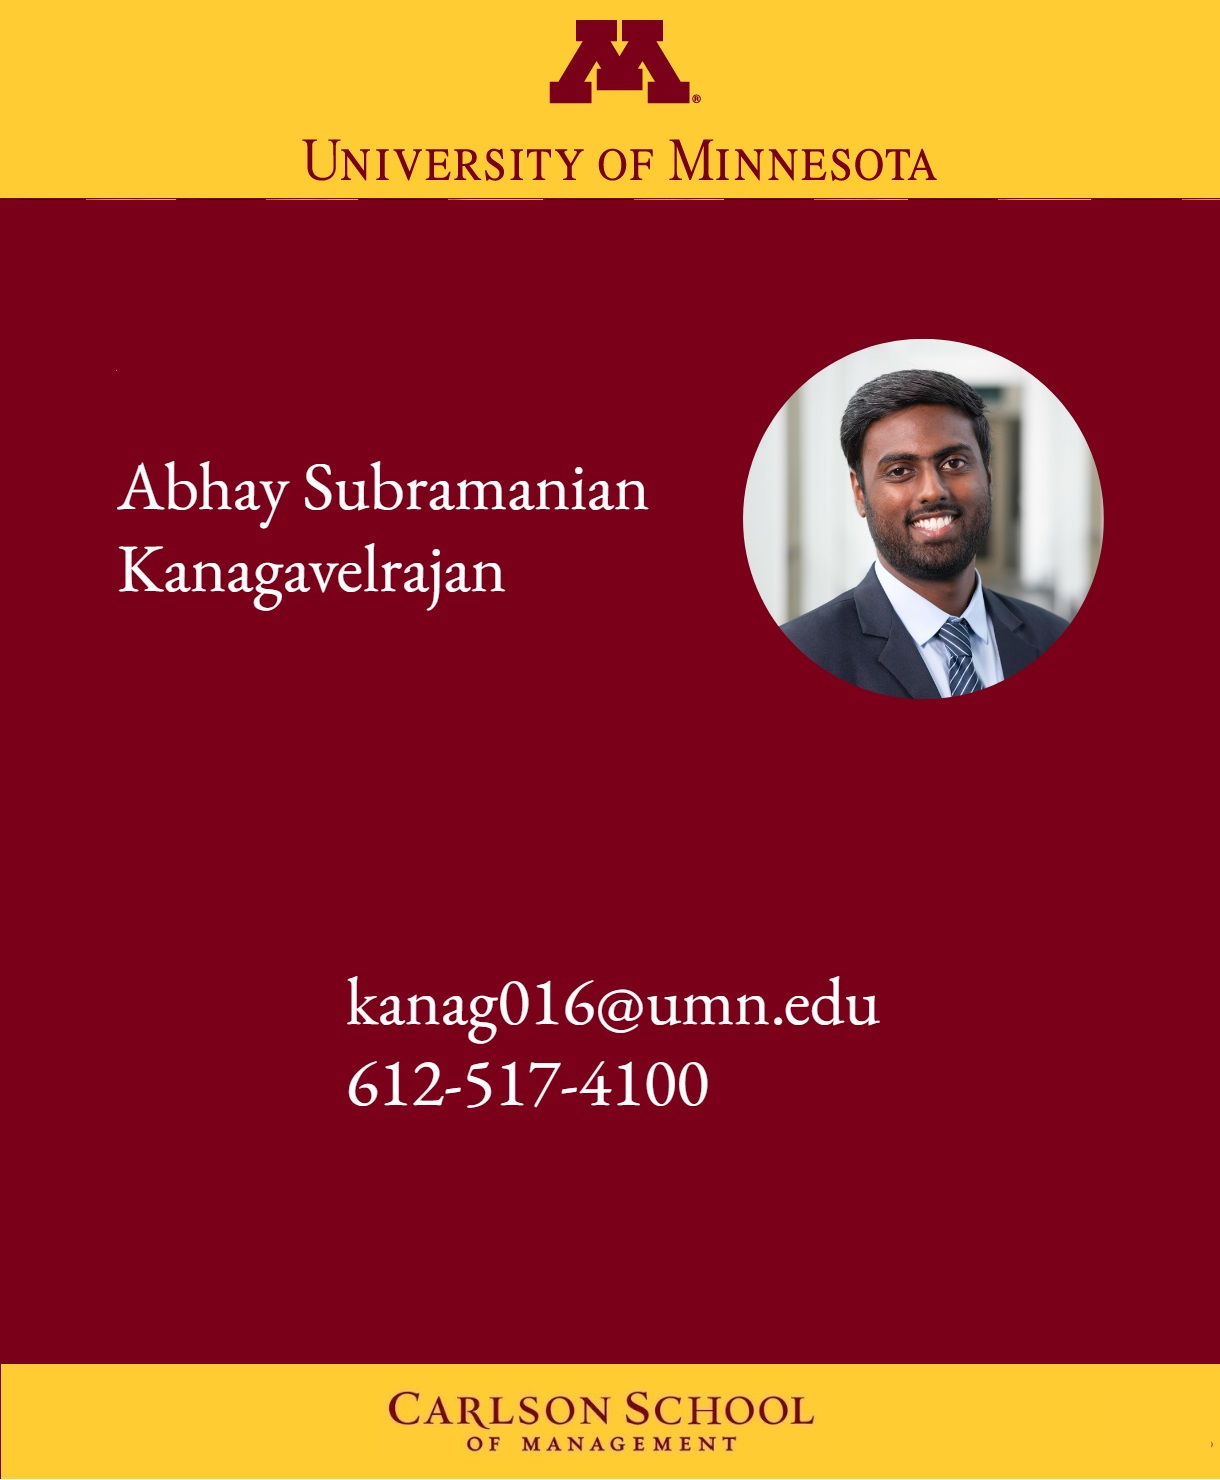 M®
UNIVERSITY OF MINNESOTA
Abhay Subramanian
Kanagavelrajan
kanag016@umn.edu
612-517-4100
CARLSON SCHOOL
OF MANAGEMENT